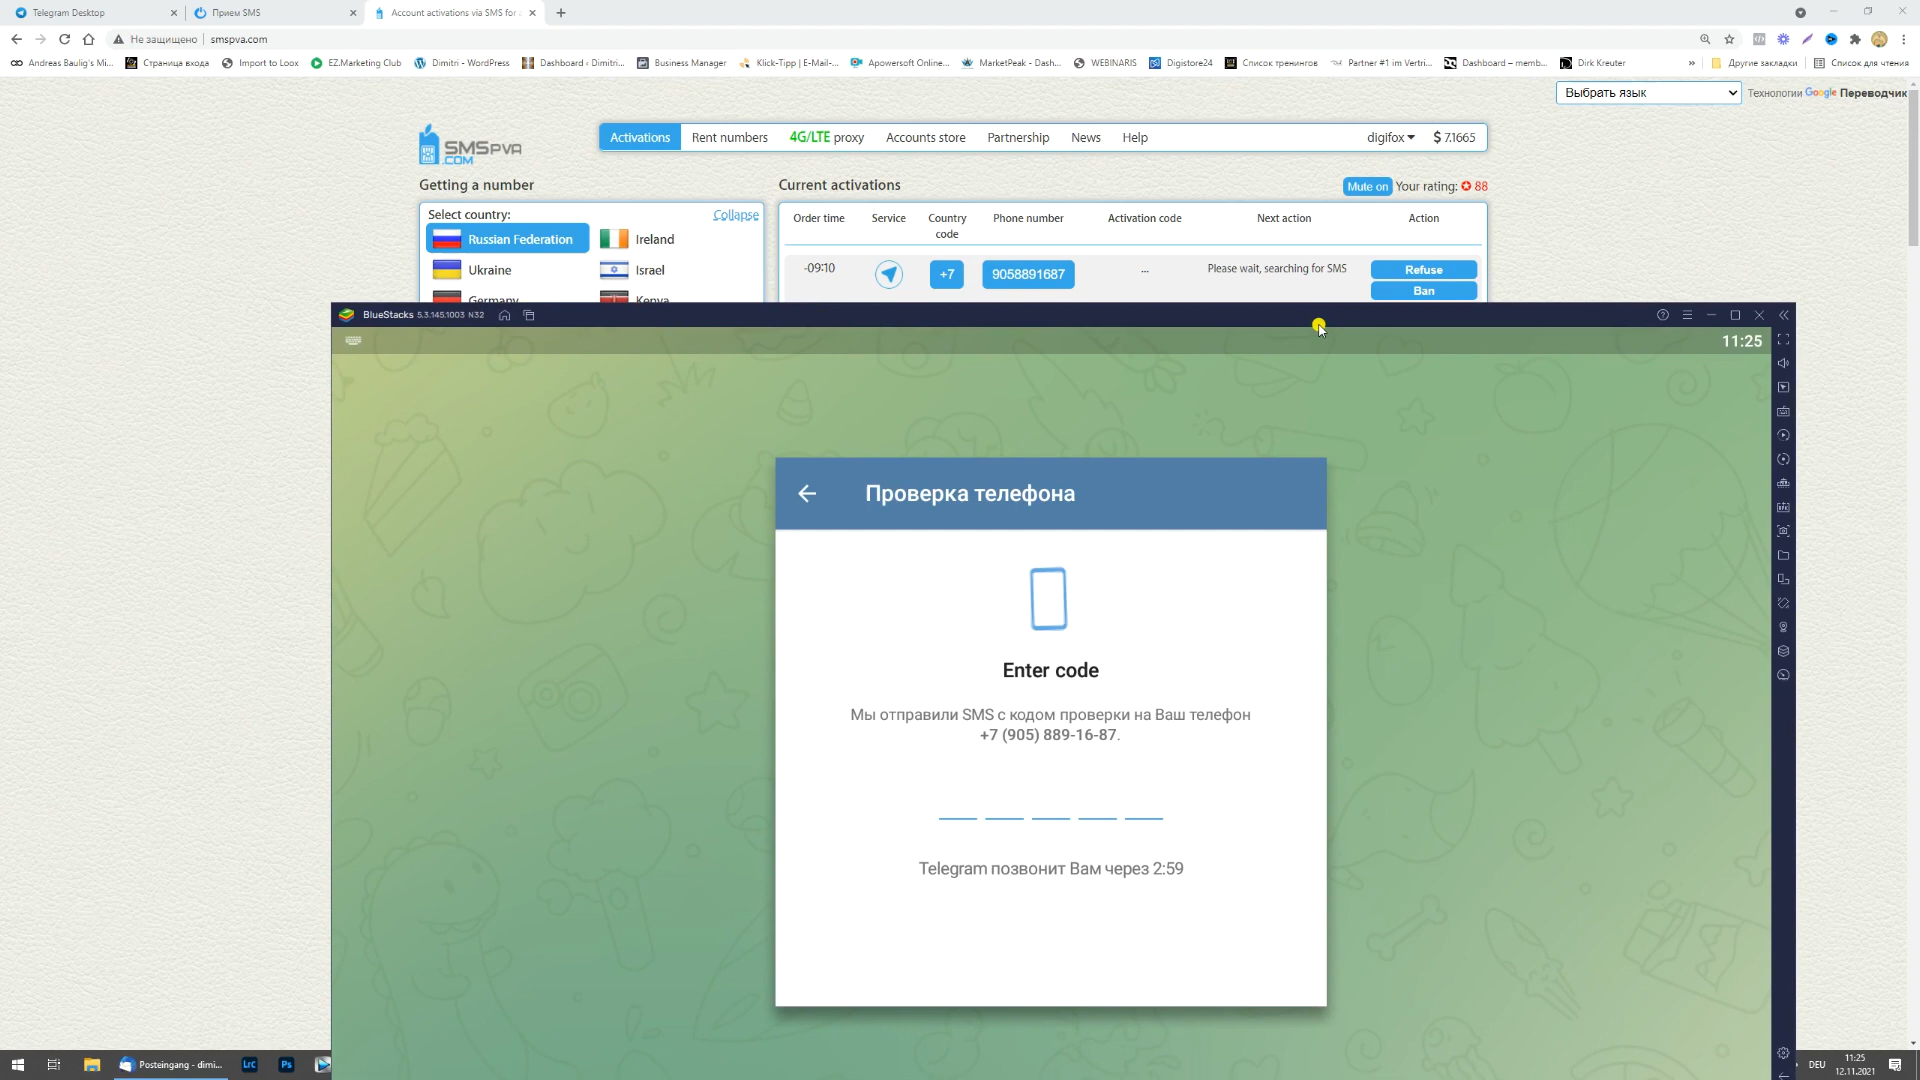 Telegram Desktop
Прием SMS
Account activations via SMS for a
Не защищено
smspva.com
Andreas Baulig's Mi...
Страница входа
Import to Loox
EZ.Marketing Club
Dimitri - WordPress
Dashboard ‹ Dimitri...
Business Manager
Klick-Tipp | E-Mail-...
Apowersoft Online...
MarketPeak - Dash...
WEBINARIS
Digistore24
Список тренингов
Partner #1 im Vertri...
Dashboard – memb...
Dirk Kreuter
»
Другие закладки
Список для чтения
Выбрать язык
Технологии Google Переводчик
SMSPVA
.COM
Activations
Rent numbers
4G/LTE proxy
Accounts store
Partnership
News
Help
digifox
$ 7.1665
Getting a number
Current activations
Mute on
Your rating: 88
Select country:
Collapse
Russian Federation
Ireland
Ukraine
Israel
Germany
Kenya
Order time
Service
Country code
Phone number
Activation code
Next action
Action
-09:10
+7
9058891687
...
Please wait, searching for SMS
Refuse
Ban
BlueStacks 5.3.145.1003 N32
11:25
Проверка телефона
Enter code
Мы отправили SMS с кодом проверки на Ваш телефон
+7 (905) 889-16-87.
Telegram позвонит Вам через 2:59
Posteingang - dimi...
Lrc
Ps
DEU
11:25
12.11.2021